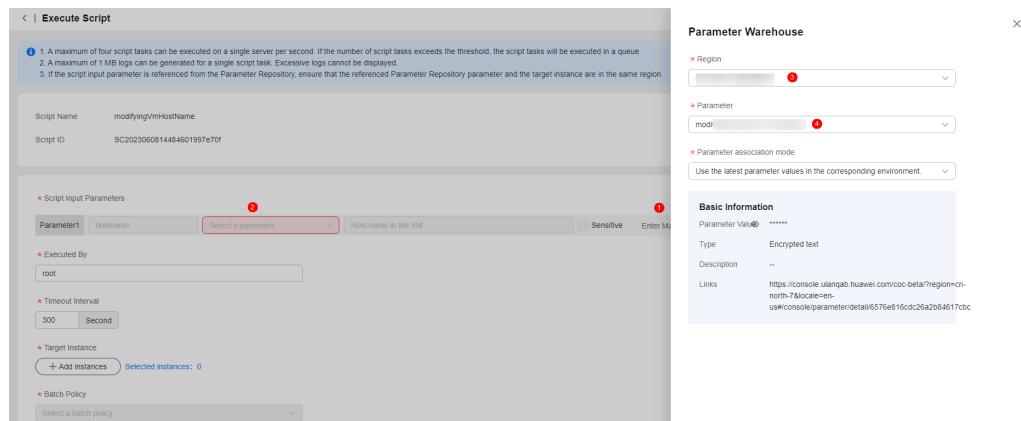 < | Execute Script
1. A maximum of four script tasks can be executed on a single server per second. If the number of script tasks exceeds the threshold, the script tasks will be executed in a queue.
2. A maximum of 1 MB logs can be generated for a single script task. Excessive logs cannot be displayed.
3. If the script input parameter is referenced from the Parameter Repository, ensure that the referenced Parameter Repository parameter and the target instance are in the same region.
Script Name modifyingVmHostName
Script ID SC2023060814484601997e70f
* Script Input Parameters
2 1
Parameter1 hostname Select a parameter. Host name in the VM Sensitive Enter Ma
* Executed By
root
* Timeout Interval
300 Second
* Target Instance
+ Add instances Selected instances: 0
* Batch Policy
Select a batch policy.
Parameter Warehouse
* Region
3
* Parameter
4
* Parameter association mode
Use the latest parameter values in the corresponding environment.
Basic Information
Parameter Value ******
Type Encrypted text
Description --
Links https://console.ulanqab.huawei.com/coc-beta/?region=cn-
north-7&locale=en-
us#/console/parameter/detail/6576e816cdc26a2b84617cbc